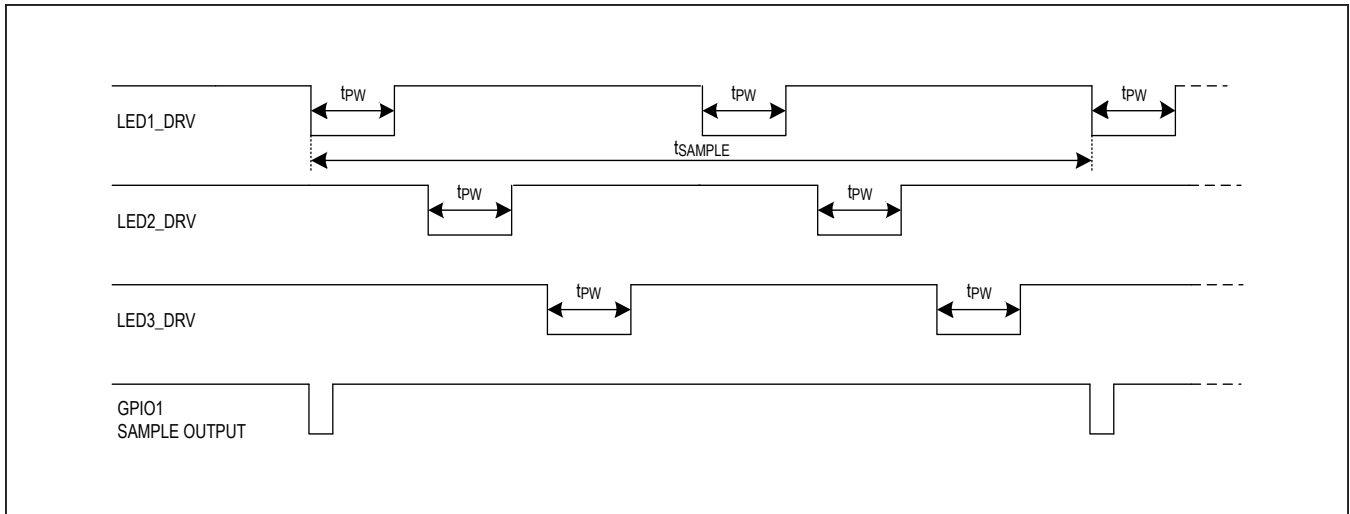 tPW tPW tPW
LED1_DRV
tSAMPLE
tPW tPW
LED2_DRV
tPW tPW
LED3_DRV
GPIO1
SAMPLE OUTPUT